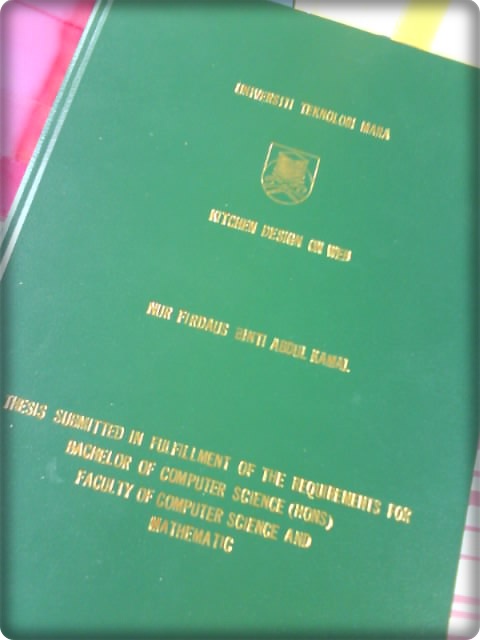 UNIVERSITI TEKNOLOGI MARA
KITCHEN DESIGN ON WEB
NUR FIRDAUS BINTI ABDUL KAMAL
THESIS SUBMITTED IN FULFILLMENT OF THE REQUIREMENTS FOR
BACHELOR OF COMPUTER SCIENCE (HONS)
FACULTY OF COMPUTER SCIENCE AND
MATHEMATIC